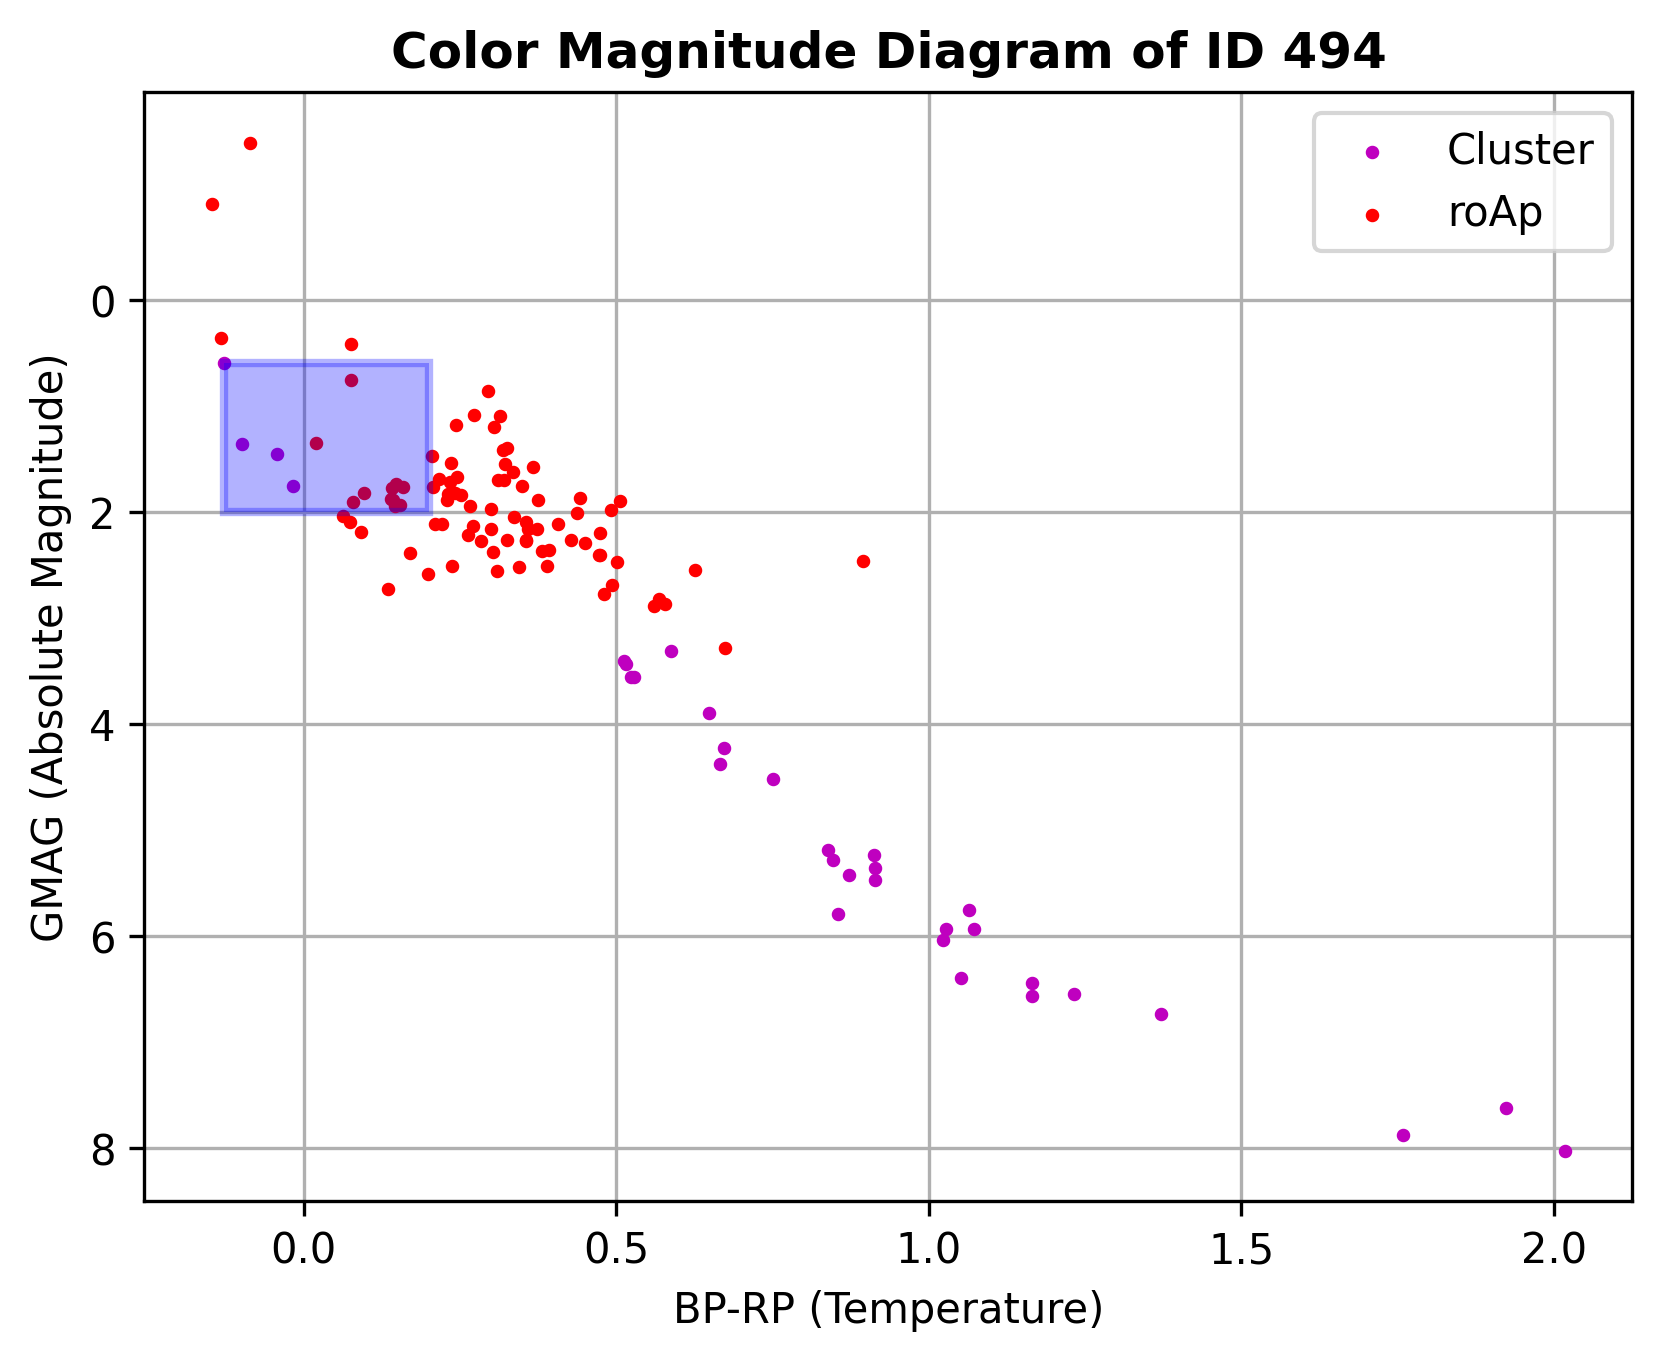 Color Magnitude Diagram of ID 494
Cluster
roAp
GMAG (Absolute Magnitude)
0
2
4
6
8
0.0
0.5
1.0
1.5
2.0
BP-RP (Temperature)